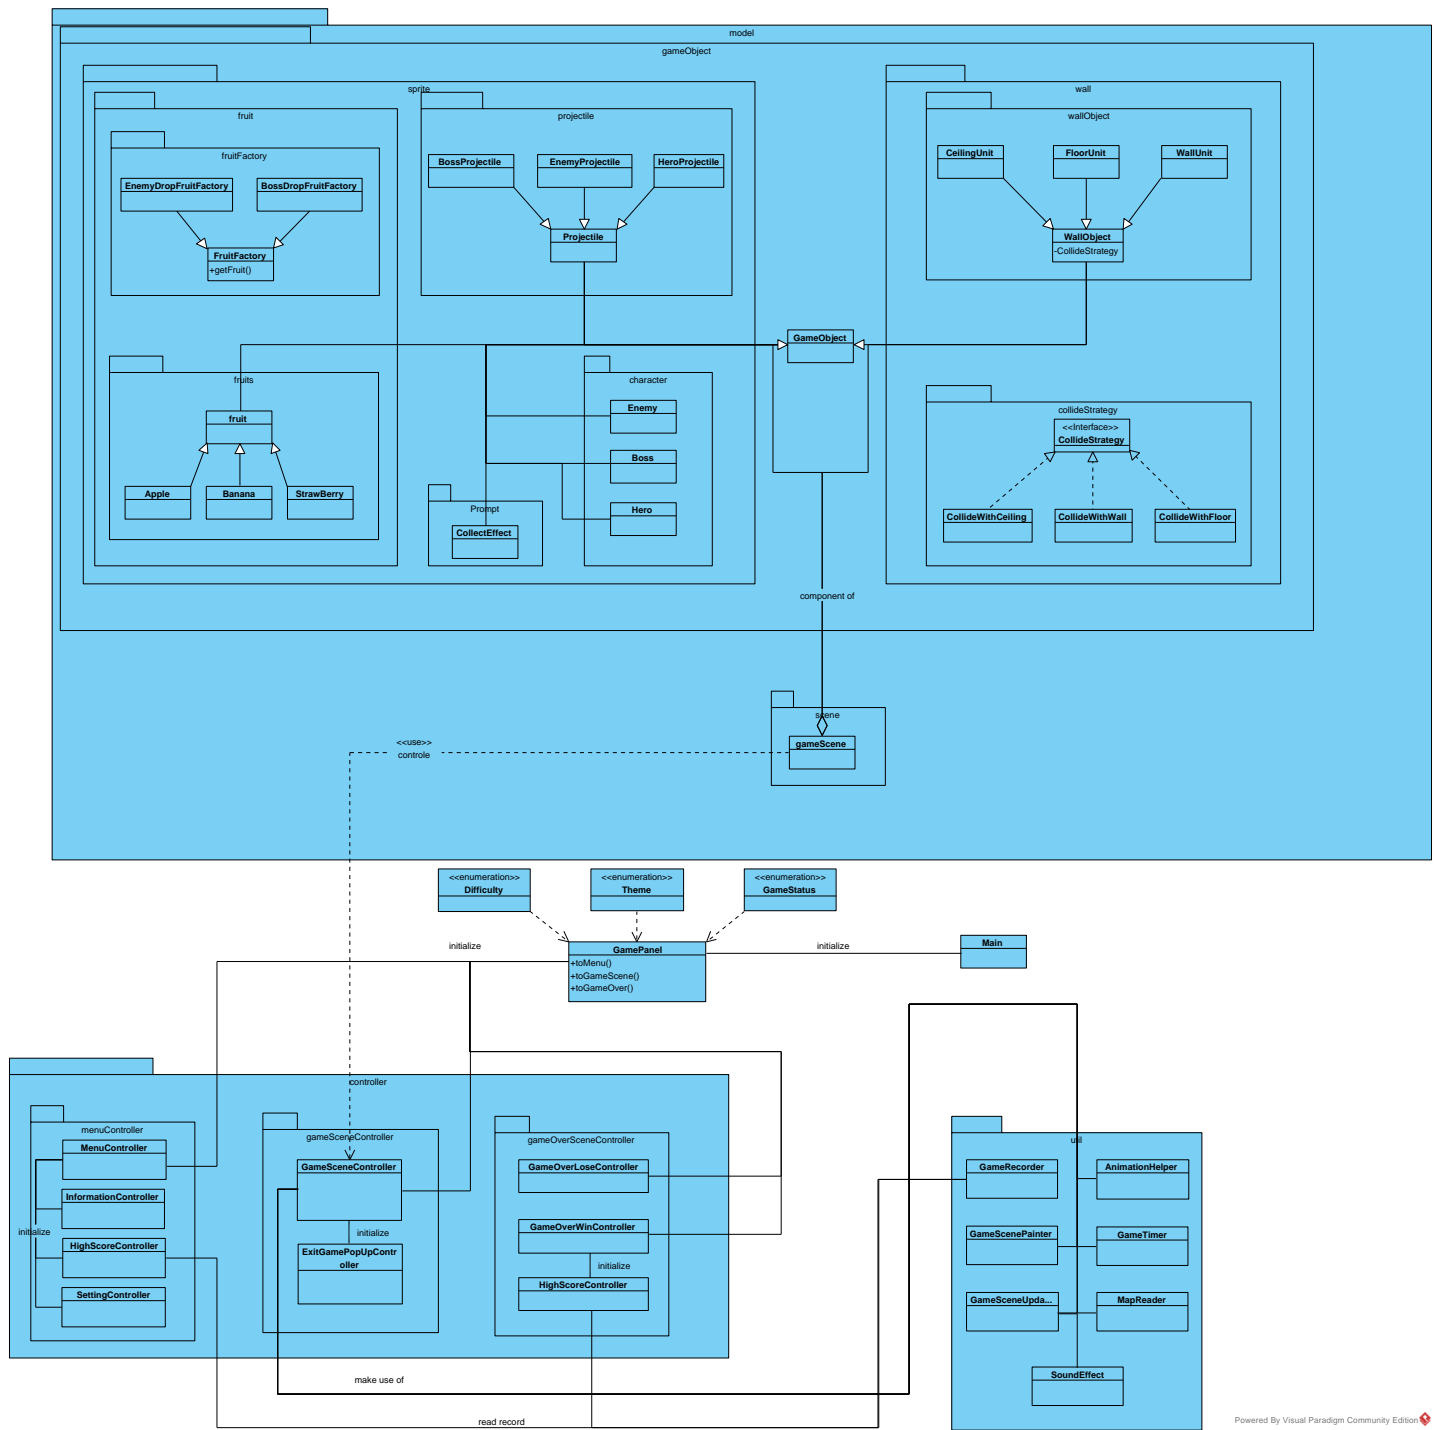 model
gameObject
sprite
wall
fruit
projectile
wallObject
fruitFactory
BossProjectile
EnemyProjectile
HeroProjectile
CeilingUnit
FloorUnit
WallUnit
EnemyDropFruitFactory
BossDropFruitFactory
Projectile
WallObject
-CollideStrategy
FruitFactory
+getFruit()
GameObject
fruits
character
collideStrategy
fruit
Enemy
<<Interface>>
CollideStrategy
Boss
Apple
Banana
StrawBerry
Prompt
Hero
CollectEffect
CollideWithCeiling
CollideWithWall
CollideWithFloor
component of
scene
gameScene
<<use>>
controle
<<enumeration>>
Difficulty
<<enumeration>>
Theme
<<enumeration>>
GameStatus
initialize
GamePanel
+toMenu()
+toGameScene()
+toGameOver()
initialize
Main
controller
menuController
MenuController
InformationController
initialize
HighScoreController
SettingController
gameSceneController
GameSceneController
initialize
ExitGamePopUpContr
oller
gameOverSceneController
GameOverLoseController
GameOverWinController
initialize
HighScoreController
util
GameRecorder
AnimationHelper
GameScenePainter
GameTimer
GameSceneUpda...
MapReader
SoundEffect
make use of
read record
Powered By Visual Paradigm Community Edition